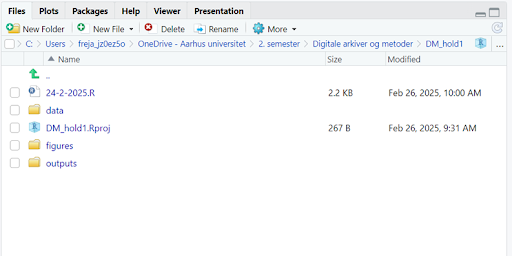 Files Plots Packages Help Viewer Presentation
New Folder New File Delete Rename More
C: Users freja_jz0ez5o OneDrive - Aarhus universitet 2. semester Digitale arkiver og metoder DM_hold1 ...
Name Size Modified
..
24-2-2025.R 2.2 KB Feb 26, 2025, 10:00 AM
data
DM_hold1.Rproj 267 B Feb 26, 2025, 9:31 AM
figures
outputs